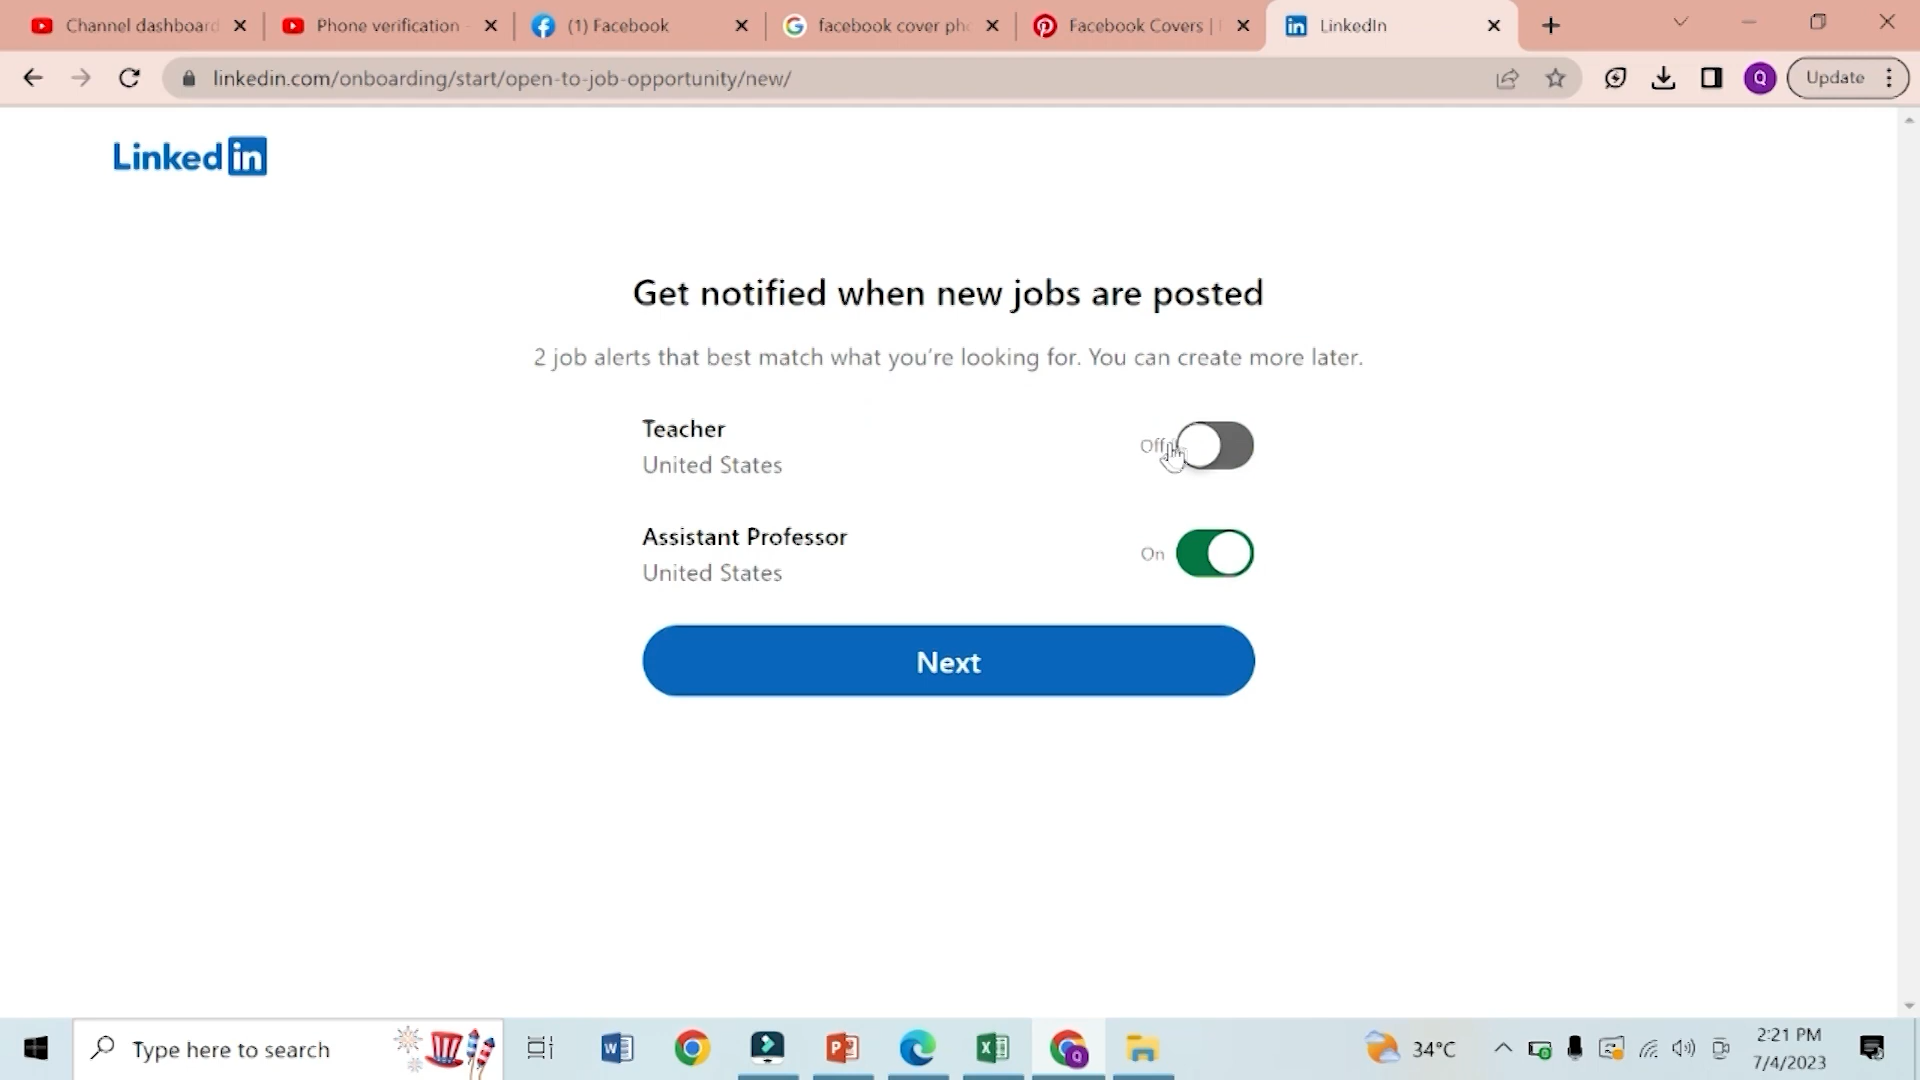 Channel dashboard
Phone verification
(1) Facebook
facebook cover pho
Facebook Covers |
LinkedIn
linkedin.com/onboarding/start/open-to-job-opportunity/new/
Q
Update
Linked in
Get notified when new jobs are posted
2 job alerts that best match what you're looking for. You can create more later.
Teacher
United States
Off
Assistant Professor
United States
On
Next
Type here to search
34°C
2:21 PM
7/4/2023